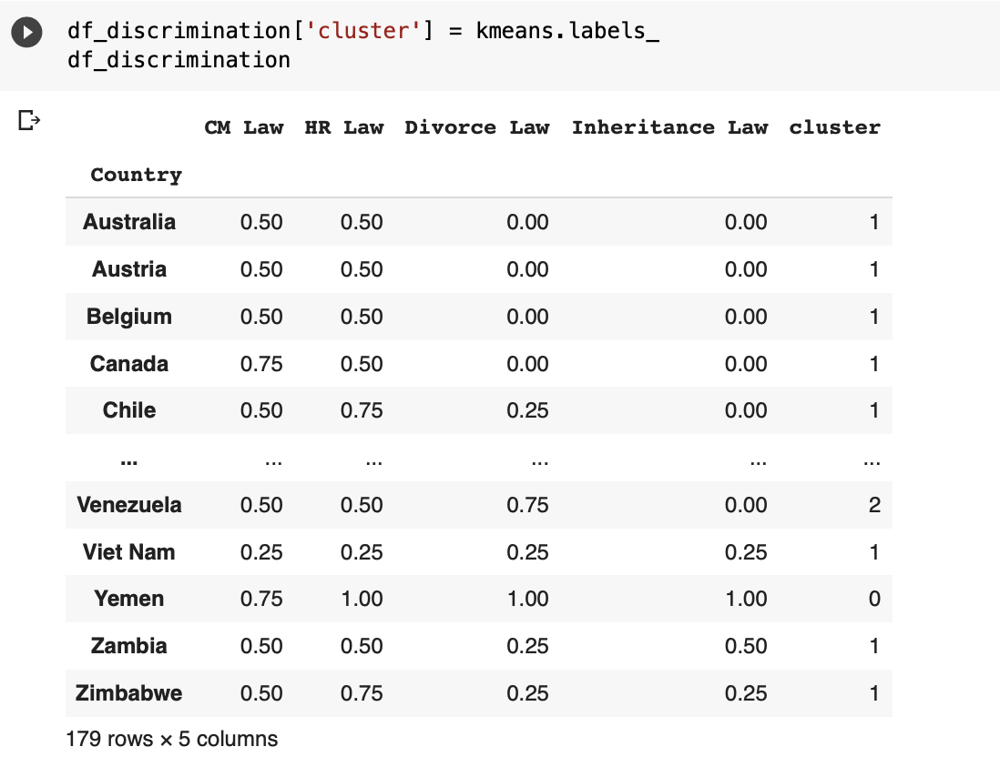 df_discrimination['cluster'] = kmeans.labels_
df_discrimination
CM Law HR Law Divorce Law Inheritance Law cluster
Country
Australia 0.50 0.50 0.00 0.00 1
Austria 0.50 0.50 0.00 0.00 1
Belgium 0.50 0.50 0.00 0.00 1
Canada 0.75 0.50 0.00 0.00 1
Chile 0.50 0.75 0.25 0.00 1
... ... ... ... ... ...
Venezuela 0.50 0.50 0.75 0.00 2
Viet Nam 0.25 0.25 0.25 0.25 1
Yemen 0.75 1.00 1.00 1.00 0
Zambia 0.50 0.50 0.25 0.50 1
Zimbabwe 0.50 0.75 0.25 0.25 1
179 rows × 5 columns